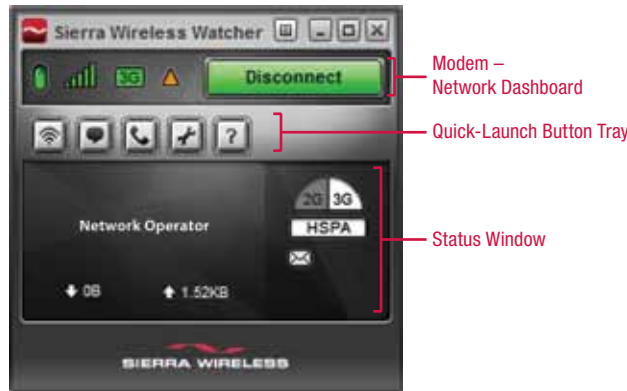 Sierra Wireless Watcher
3G
Disconnect
Modem –
Network Dashboard
?
Quick-Launch Button Tray
2G 3G
Network Operator
HSPA
Status Window
0B 1.52KB
SIERRA WIRELESS